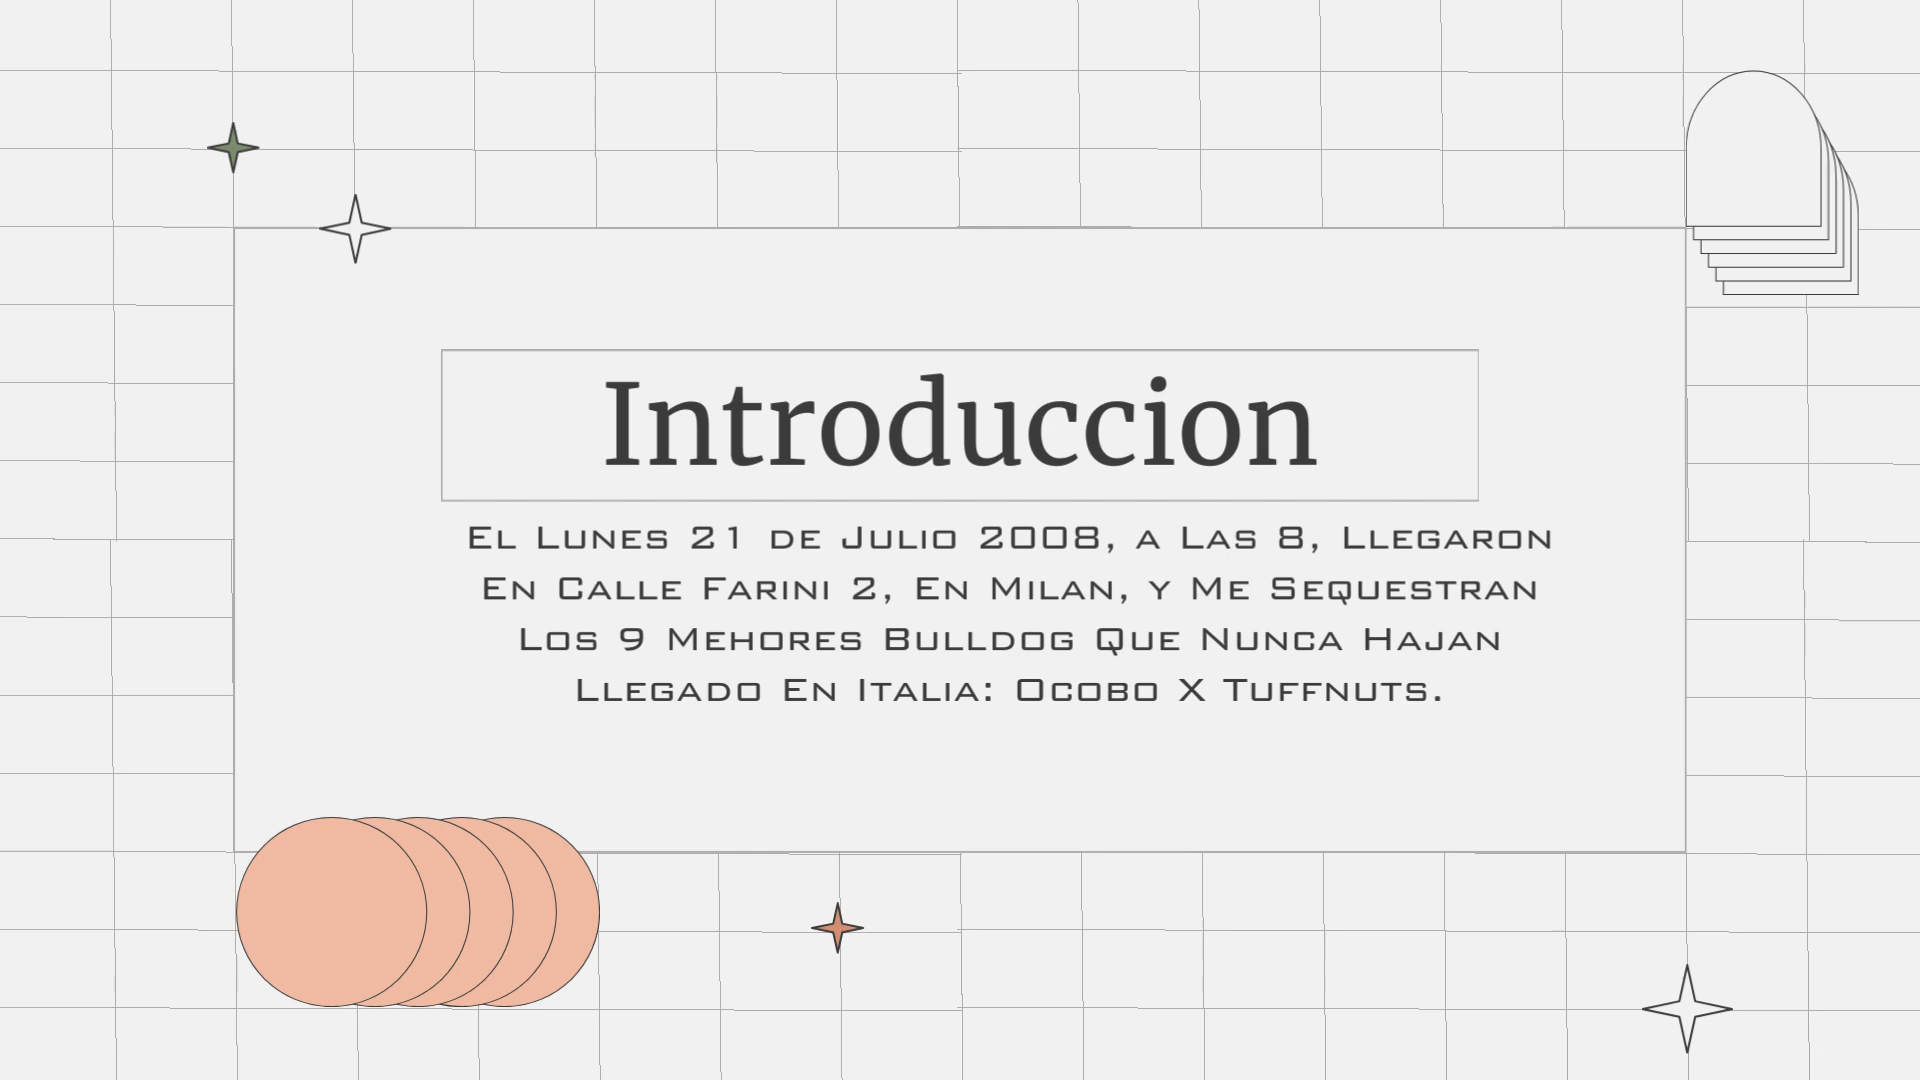 Introduccion
El Lunes 21 de Julio 2008, a Las 8, Llegaron
En Calle Farini 2, En Milan, y Me Sequestran
Los 9 Mehores Bulldog Que Nunca Hajan
Llegado En Italia: Ocobo X Tuffnuts.